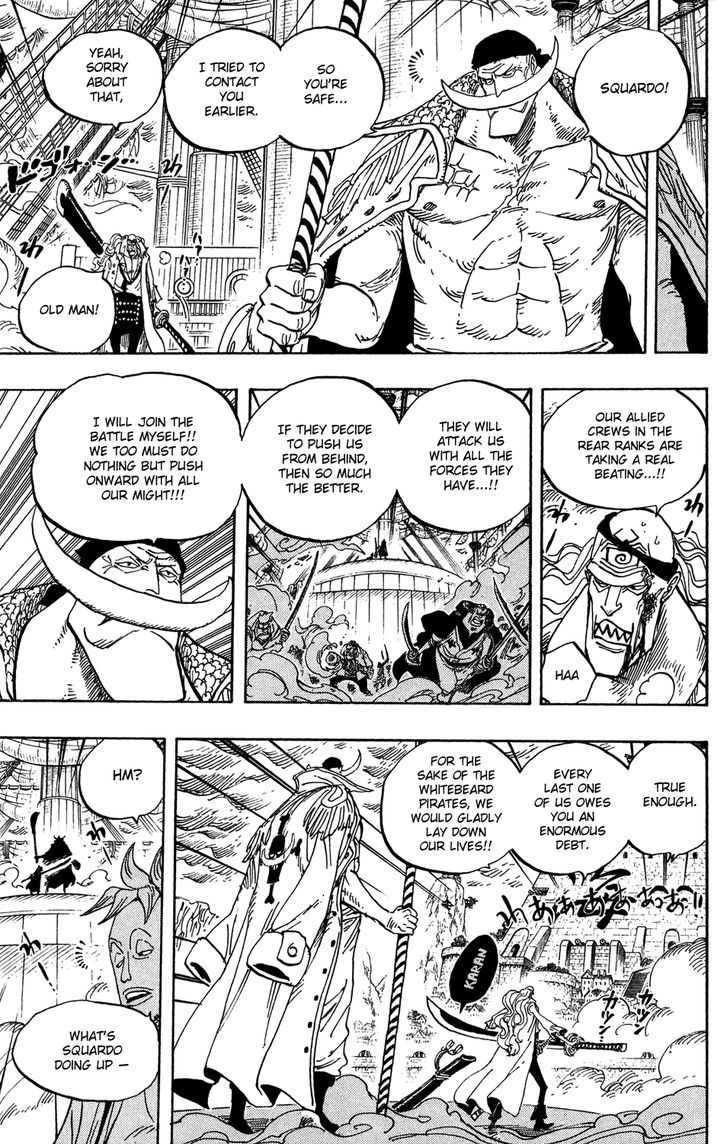 SQUARDO!
SO
YOU'RE
SAFE...
I TRIED TO
CONTACT
YOU
EARLIER.
YEAH,
SORRY
ABOUT
THAT,
OLD MAN!
OUR ALLIED
CREWS IN THE
REAR RANKS ARE
TAKING A REAL
BEATING...!!
HAA
THEY WILL
ATTACK US
WITH ALL THE
FORCES THEY
HAVE...!!
IF THEY DECIDE
TO PUSH US
FROM BEHIND,
THEN SO MUCH
THE BETTER.
I WILL JOIN THE
BATTLE MYSELF!!
WE TOO MUST DO
NOTHING BUT PUSH
ONWARD WITH ALL
OUR MIGHT!!!
TRUE
ENOUGH.
EVERY
LAST ONE
OF US OWES
YOU AN
ENORMOUS
DEBT.
FOR THE
SAKE OF THE
WHITEBEARD
PIRATES, WE
WOULD GLADLY
LAY DOWN
OUR LIVES!!
KARAN
HM?
WHAT'S
SQUARDO
DOING UP —